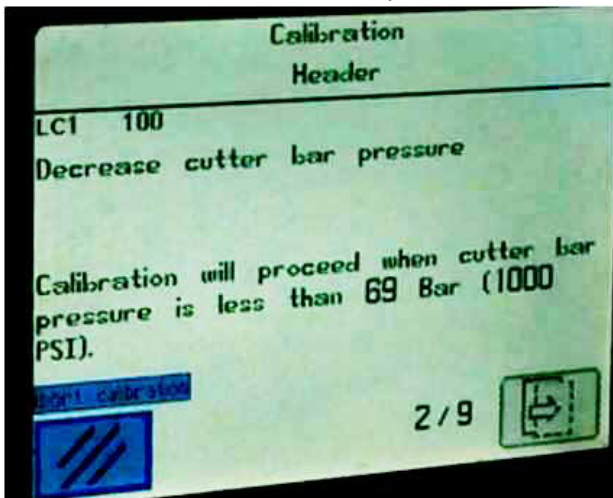 Calibration
Header
LC1 100
Decrease cutter bar pressure
Calibration will proceed when cutter bar
pressure is less than 69 Bar (1000
PSI).
calibration
2/9